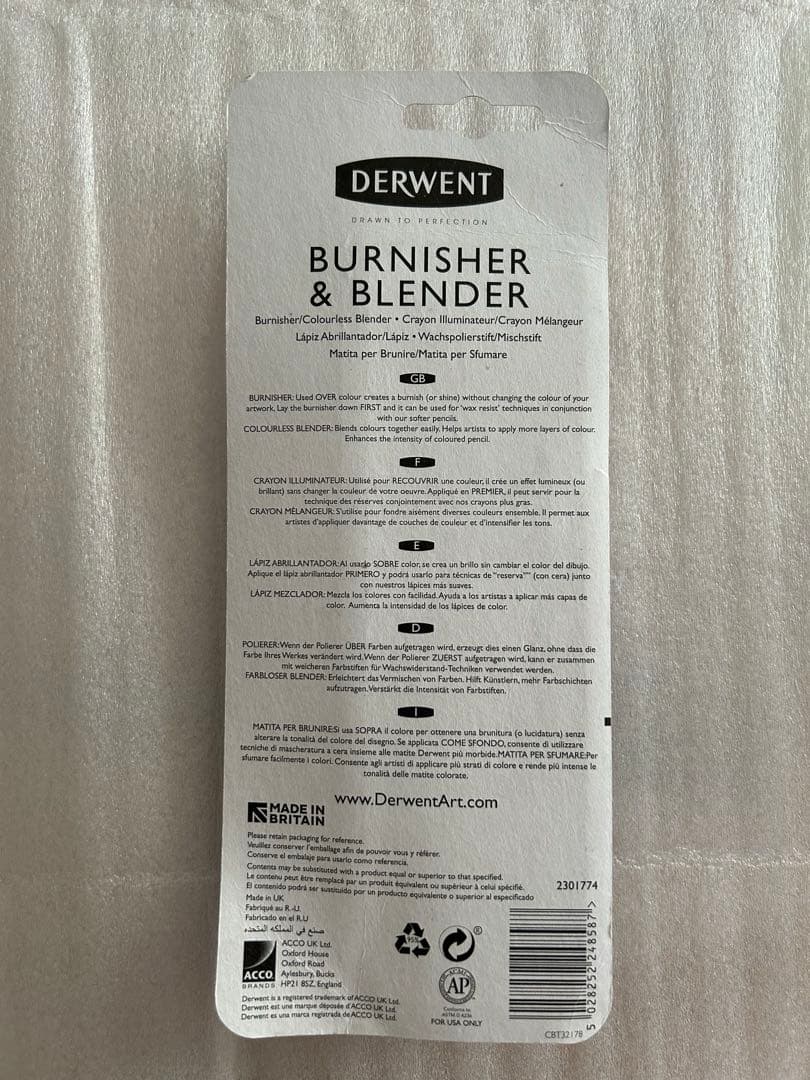 DERWENT
DRAWN TO PERFECTION
BURNISHER
& BLENDER
Burnisher/Colourless Blender • Crayon Illuminateur/Crayon Mélangeur
Lápiz Abrillantador/Lápiz • Wachspolierstift/Mischstift
Matita per Brunire/Matita per Sfumare
GB
BURNISHER: Used OVER colour creates a burnish (or shine) without changing the colour of your
artwork. Lay the burnisher down FIRST and it can be used for 'wax resist' techniques in conjunction
with our softer pencils.
COLOURLESS BLENDER: Blends colours together easily. Helps artists to apply more layers of colour.
Enhances the intensity of coloured pencil.
F
CRAYON ILLUMINATEUR: Utilisé pour RECOUVRIR une couleur, il crée un effet lumineux (ou
brillant) sans changer la couleur de votre oeuvre. Appliqué en PREMIER, il peut servir pour la
technique des réserves conjointement avec nos crayons plus gras.
CRAYON MÉLANGEUR: S'utilise pour fondre aisément diverses couleurs ensemble. Il permet aux
artistes d'appliquer davantage de couches de couleur et d'intensifier les tons.
E
LÁPIZ ABRILLANTADOR: Al usarlo SOBRE color, se crea un brillo sin cambiar el color del dibujo.
Aplique el lápiz abrillantador PRIMERO y podrá usarlo para técnicas de "reserva"" (con cera) junto
con nuestros lápices más suaves.
LÁPIZ MEZCLADOR: Mezcla los colores con facilidad. Ayuda a los artistas a aplicar más capas de
color. Aumenta la intensidad de los lápices de color.
D
POLIERER: Wenn der Polierer ÜBER Farben aufgetragen wird, erzeugt dies einen Glanz, ohne dass die
Farbe Ihres Werkes verändert wird. Wenn der Polierer ZUERST aufgetragen wird, kann er zusammen
mit weicheren Farbstiften für Wachswiderstand-Techniken verwendet werden.
FARBLOSER BLENDER: Erleichtert das Vermischen von Farben. Hilft Künstlern, mehr Farbschichten
aufzutragen. Verstärkt die Intensität von Farbstiften.
I
MATITA PER BRUNIRE:Si usa SOPRA il colore per ottenere una brunitura (o lucidatura) senza
alterare la tonalità del colore del disegno. Se applicata COME SFONDO, consente di utilizzare
tecniche di mascheratura a cera insieme alle matite Derwent più morbide. MATITA PER SFUMARE:Per
sfumare facilmente i colori. Consente agli artisti di applicare più strati di colore e rende più intense le
tonalità delle matite colorate.
www.DerwentArt.com
MADE IN
BRITAIN
Please retain packaging for reference.
Veuillez conserver l'emballage afin de pouvoir vous y référer.
Conserve el embalaje para usarlo como referencia.
Contents may be substituted with a product equal or superior to that specified.
Le contenu peut être remplacé par un produit équivalent ou supérieur à celui spécifié.
El contenido podrá ser sustituido por un producto equivalente o superior al especificado
2301774
Made in UK
Fabriqué au R.-U.
Fabricado en el R.U
صنع في المملكه المتحده
ACCO UK Ltd.
Oxford House
Oxford Road
Aylesbury, Bucks
HP21 8SZ, England
ACCO
BRANDS
95%
®
ACMI
AP
Conforms to
ASTM D 4236
FOR USA ONLY
Derwent is a registered trademark of ACCO UK Ltd.
Derwent est une marque déposée d'ACCO UK Ltd.
Derwent es una marca registrada de ACCO UK Ltd.
5 028252 248587 >
CBT32178